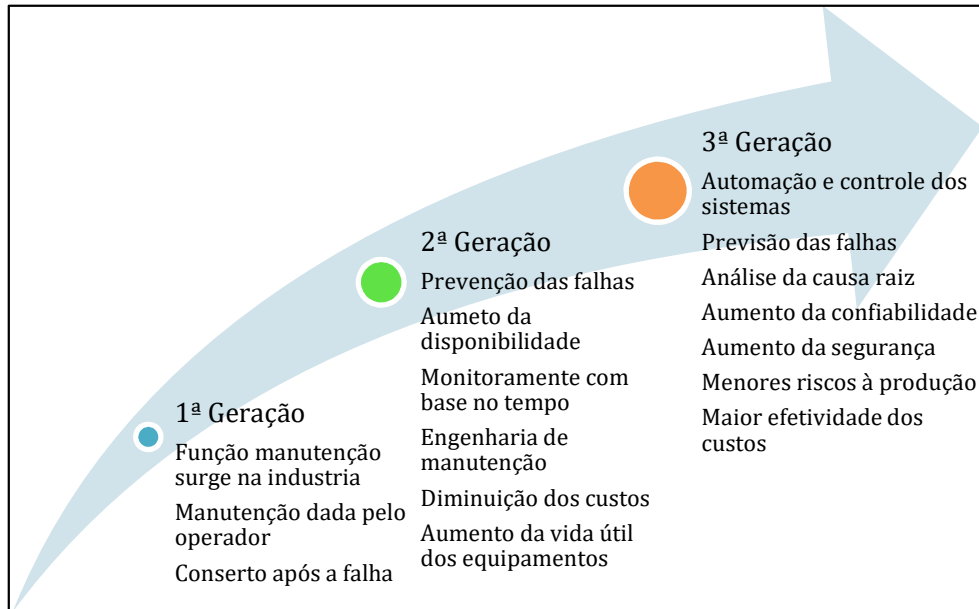 1ª Geração
Função manutenção
surge na industria
Manutenção dada pelo
operador
Conserto após a falha
2ª Geração
Prevenção das falhas
Aumeto da
disponibilidade
Monitoramente com
base no tempo
Engenharia de
manutenção
Diminuição dos custos
Aumento da vida útil
dos equipamentos
3ª Geração
Automação e controle dos
sistemas
Previsão das falhas
Análise da causa raiz
Aumento da confiabilidade
Aumento da segurança
Menores riscos à produção
Maior efetividade dos
custos